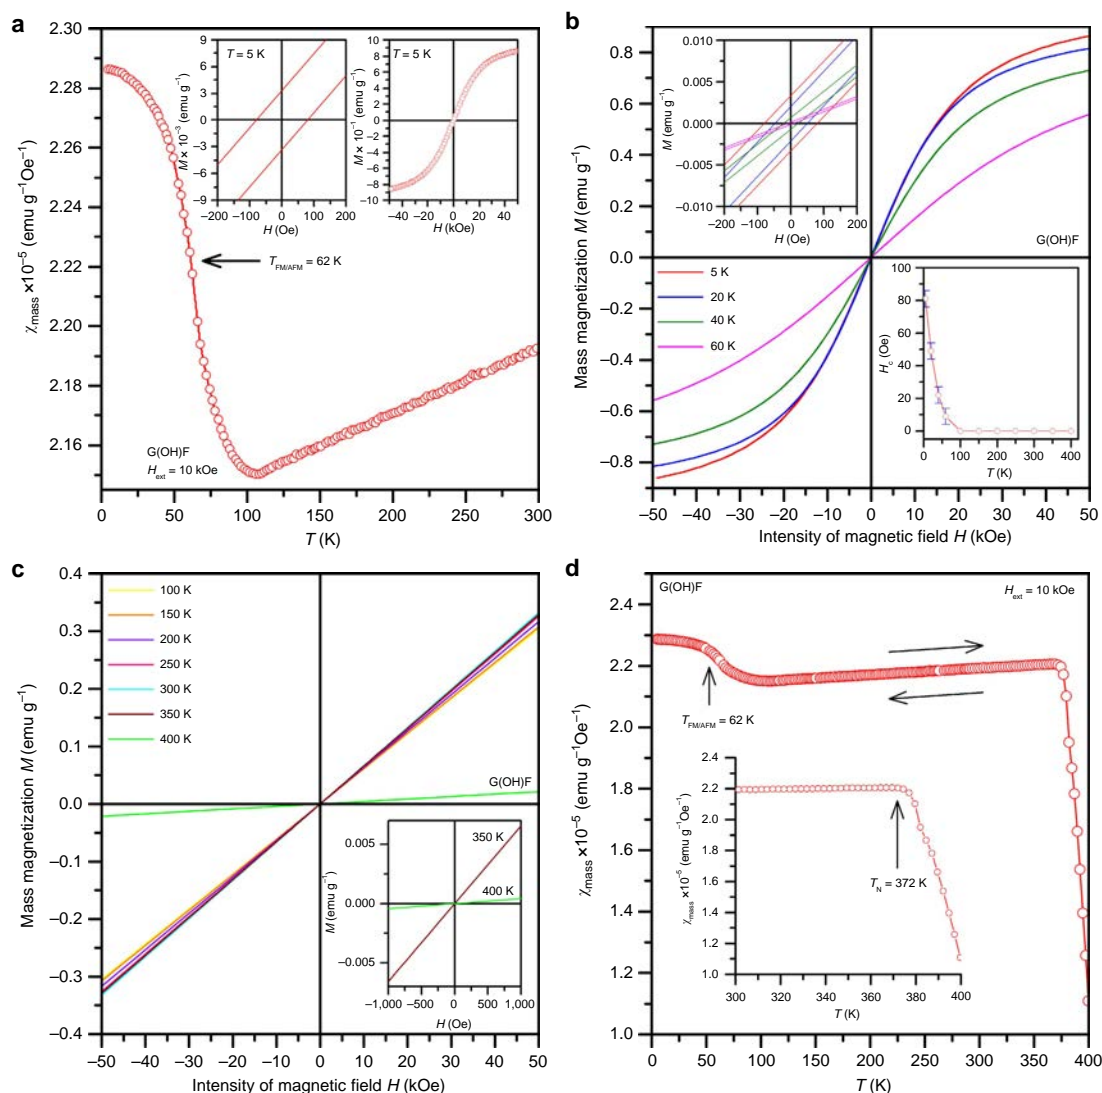 a
2.30
2.28
2.26
2.24
2.22
2.20
2.18
2.16
χmass ×10−5 (emu g−1Oe−1)
0 50 100 150 200 250 300
T (K)
TFM/AFM = 62 K
G(OH)F
Hext = 10 kOe
T = 5 K
9
6
3
0
−3
−6
−9
M × 10−3 (emu g−1)
−200 −100 0 100 200
H (Oe)
T = 5 K
10
8
6
4
2
0
−2
−4
−6
−8
−10
M × 10−1 (emu g−1)
−40 −20 0 20 40
H (kOe)
b
0.8
0.6
0.4
0.2
0.0
−0.2
−0.4
−0.6
−0.8
Mass magnetization M (emu g−1)
−50 −40 −30 −20 −10 0 10 20 30 40 50
Intensity of magnetic field H (kOe)
G(OH)F
5 K
20 K
40 K
60 K
0.010
0.005
0.000
−0.005
−0.010
M (emu g−1)
−200 −100 0 100 200
H (Oe)
100
80
60
40
20
0
Hc (Oe)
0 100 200 300 400
T (K)
c
0.4
0.3
0.2
0.1
0.0
−0.1
−0.2
−0.3
−0.4
Mass magnetization M (emu g−1)
−50 −40 −30 −20 −10 0 10 20 30 40 50
Intensity of magnetic field H (kOe)
100 K
150 K
200 K
250 K
300 K
350 K
400 K
G(OH)F
350 K
400 K
0.005
0.000
−0.005
M (emu g−1)
−1,000 −500 0 500 1,000
H (Oe)
d
G(OH)F
Hext = 10 kOe
2.4
2.2
2.0
1.8
1.6
1.4
1.2
1.0
χmass ×10−5 (emu g−1Oe−1)
0 50 100 150 200 250 300 350 400
T (K)
TFM/AFM = 62 K
2.4
2.2
2.0
1.8
1.6
1.4
1.2
1.0
χmass ×10−5 (emu g−1Oe−1)
TN = 372 K
300 320 340 360 380 400
T (K)